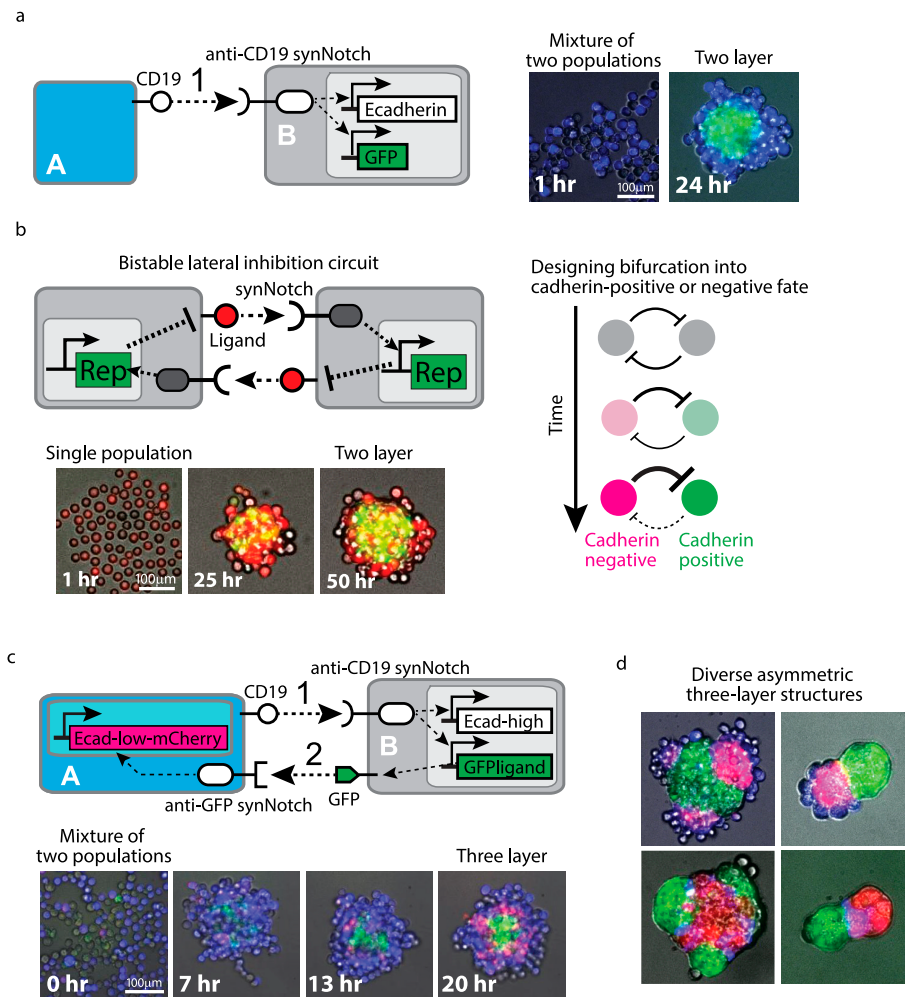 a
anti-CD19 synNotch
CD19
1
Ecadherin
B
GFP
A
Mixture of
two populations
Two layer
1 hr
100μm
24 hr
b
Bistable lateral inhibition circuit
synNotch
Ligand
Rep
Rep
Single population
Two layer
1 hr
100μm
25 hr
50 hr
Designing bifurcation into
cadherin-positive or negative fate
Time
Cadherin
negative
Cadherin
positive
c
anti-CD19 synNotch
CD19
1
Ecad-high
Ecad-low-mCherry
B
2
GFPligand
A
anti-GFP synNotch
GFP
Mixture of
two populations
Three layer
0 hr
100μm
7 hr
13 hr
20 hr
d
Diverse asymmetric
three-layer structures